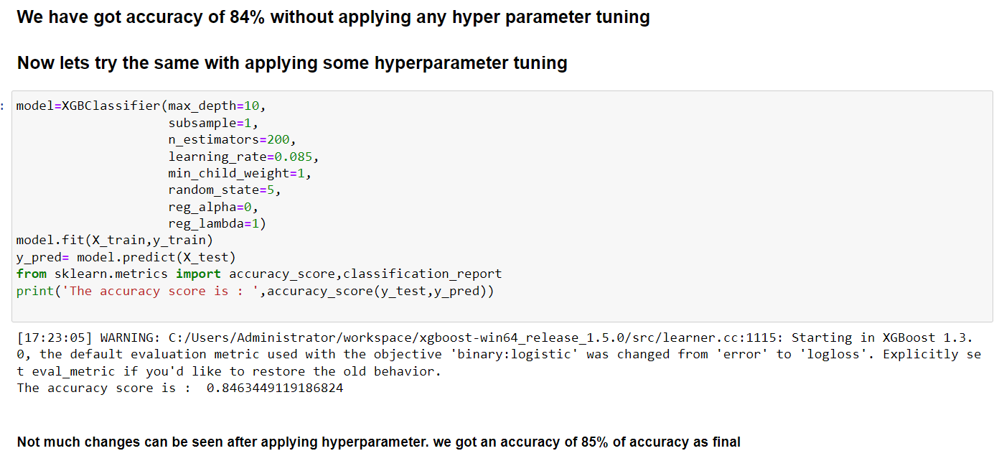 We have got accuracy of 84% without applying any hyper parameter tuning
Now lets try the same with applying some hyperparameter tuning
:
model=XGBClassifier(max_depth=10,
subsample=1,
n_estimators=200,
learning_rate=0.085,
min_child_weight=1,
random_state=5,
reg_alpha=0,
reg_lambda=1)
model.fit(X_train,y_train)
y_pred= model.predict(X_test)
from sklearn.metrics import accuracy_score,classification_report
print('The accuracy score is : ',accuracy_score(y_test,y_pred))
[17:23:05] WARNING: C:/Users/Administrator/workspace/xgboost-win64_release_1.5.0/src/learner.cc:1115: Starting in XGBoost 1.3.
0, the default evaluation metric used with the objective 'binary:logistic' was changed from 'error' to 'logloss'. Explicitly se
t eval_metric if you'd like to restore the old behavior.
The accuracy score is :  0.8463449119186824
Not much changes can be seen after applying hyperparameter. we got an accuracy of 85% of accuracy as final